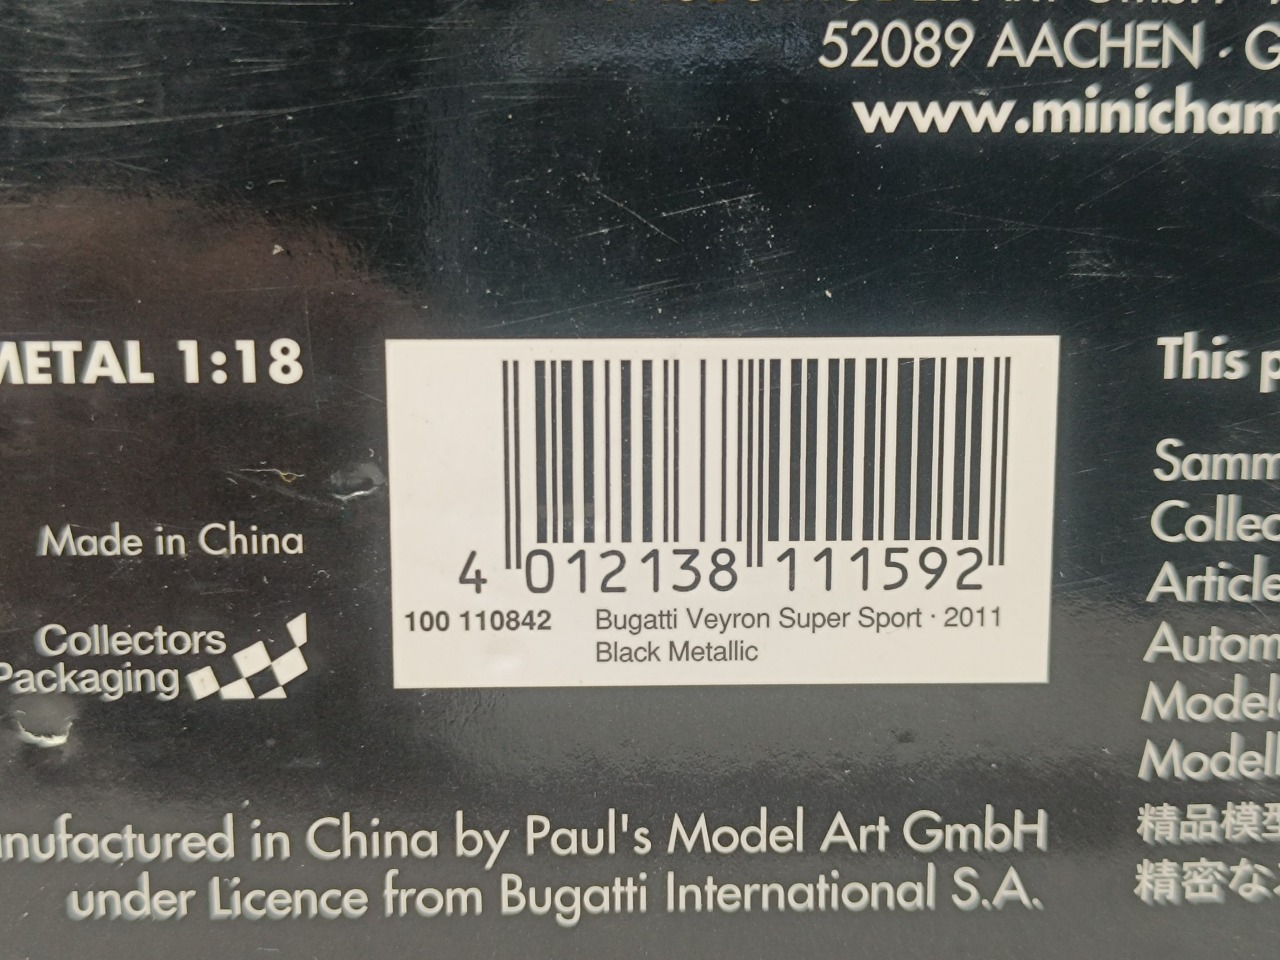 52089 AACHEN · G
www.minicham
METAL 1:18
This p
Made in China
Collectors
Packaging
4 012138 111592
100 110842 Bugatti Veyron Super Sport · 2011
Black Metallic
Samm
Collec
Article
Autom
Model
Modell
精品模型
精密な
anufactured in China by Paul's Model Art GmbH
under Licence from Bugatti International S.A.